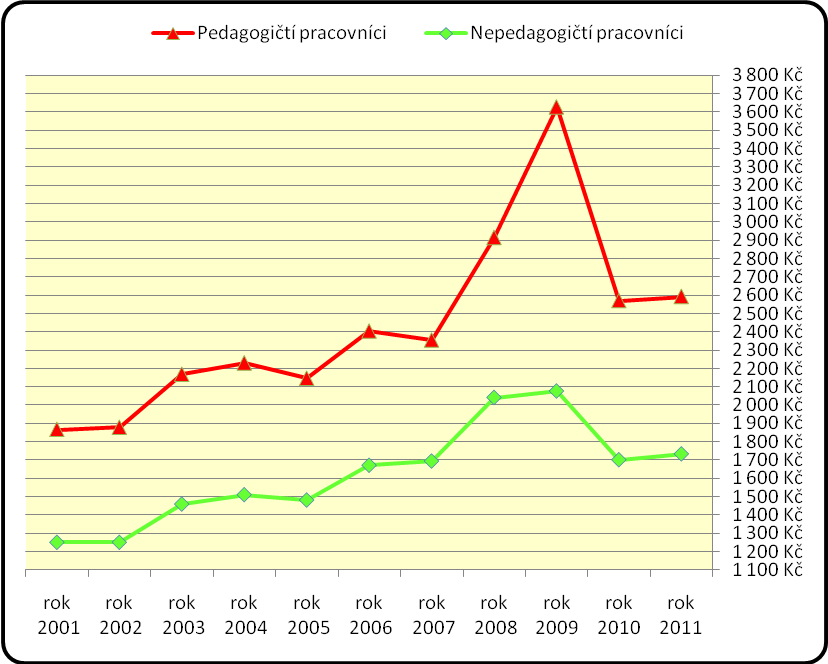 Pedagogičtí pracovníci Nepedagogičtí pracovníci
3 800 Kč
3 700 Kč
3 600 Kč
3 500 Kč
3 400 Kč
3 300 Kč
3 200 Kč
3 100 Kč
3 000 Kč
2 900 Kč
2 800 Kč
2 700 Kč
2 600 Kč
2 500 Kč
2 400 Kč
2 300 Kč
2 200 Kč
2 100 Kč
2 000 Kč
1 900 Kč
1 800 Kč
1 700 Kč
1 600 Kč
1 500 Kč
1 400 Kč
1 300 Kč
1 200 Kč
1 100 Kč
rok rok rok rok rok rok rok rok rok rok rok
2001 2002 2003 2004 2005 2006 2007 2008 2009 2010 2011